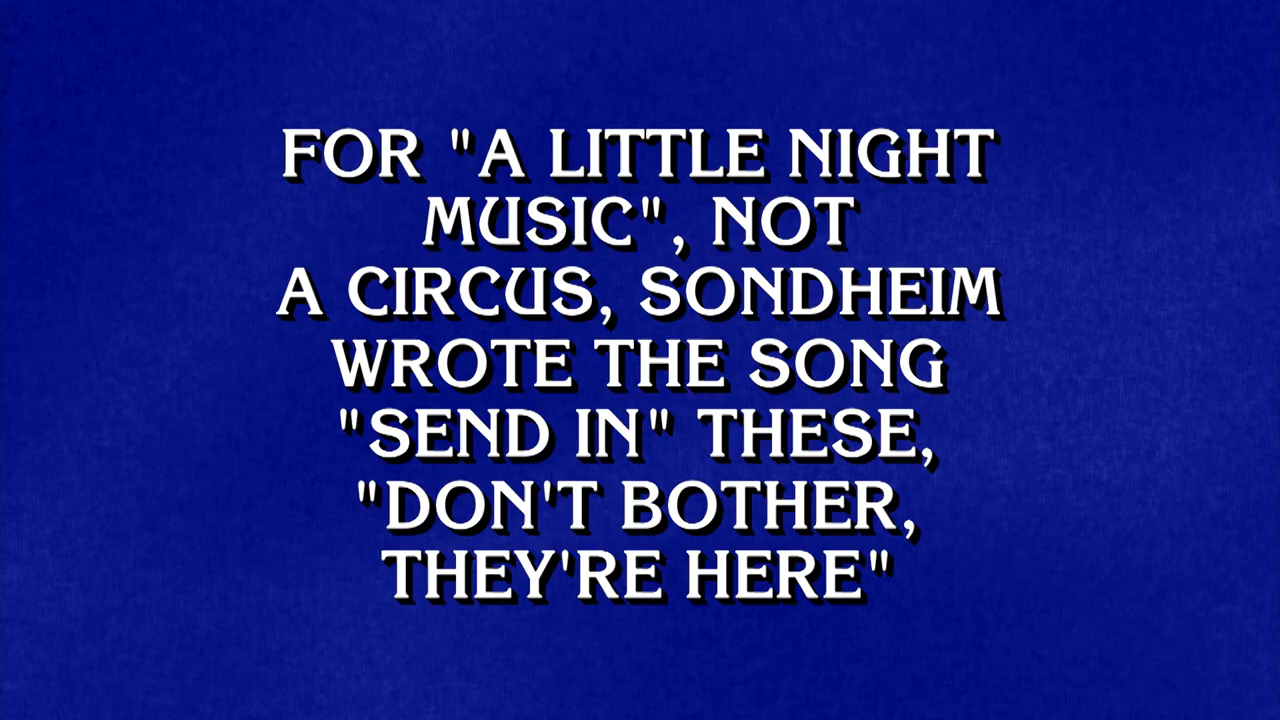 FOR "A LITTLE NIGHT
MUSIC", NOT
A CIRCUS, SONDHEIM
WROTE THE SONG
"SEND IN" THESE,
"DON'T BOTHER,
THEY'RE HERE"